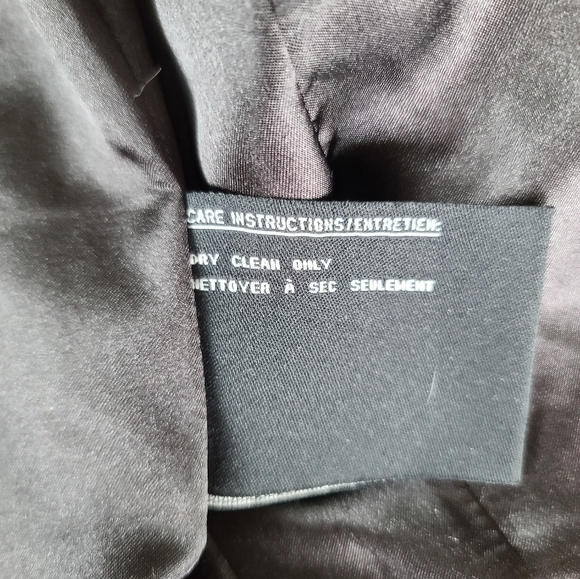 CARE INSTRUCTIONS/ENTRETIEN:
DRY CLEAN ONLY
NETTOYER À SEC SEULEMENT